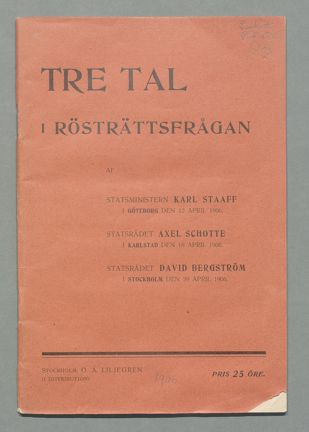 TRE TAL
I RÖSTRÄTTSFRÅGAN
AF
STATSMINISTERN KARL STAAFF
I GÖTEBORG DEN 12 APRIL 1906.
STATSRÅDET AXEL SCHOTTE
I KARLSTAD DEN 18 APRIL 1906.
STATSRÅDET DAVID BERGSTRÖM
I STOCKHOLM DEN 20 APRIL 1906.
STOCKHOLM, O. A. LILJEGREN
(I DISTRIBUTION)
1906
PRIS 25 ÖRE.